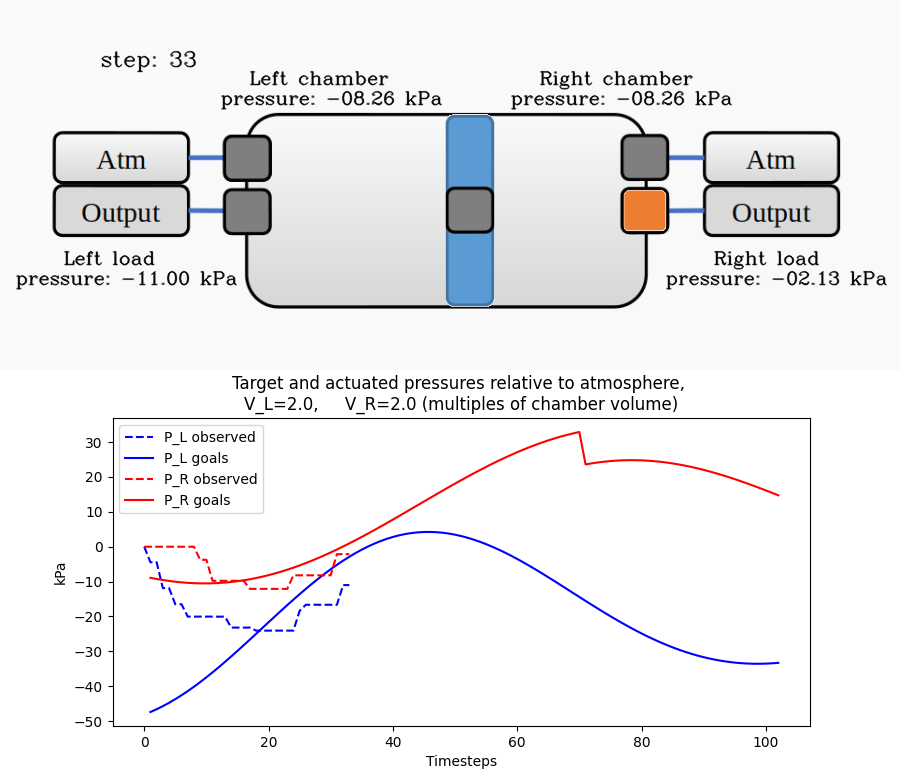 step: 33
Left chamber
pressure: −08.26 kPa
Right chamber
pressure: −08.26 kPa
Atm
Output
Atm
Output
Left load
pressure: −11.00 kPa
Right load
pressure: −02.13 kPa
Target and actuated pressures relative to atmosphere,
V_L=2.0, V_R=2.0 (multiples of chamber volume)
P_L observed
P_L goals
P_R observed
P_R goals
kPa
30
20
10
0
−10
−20
−30
−40
−50
0 20 40 60 80 100
Timesteps